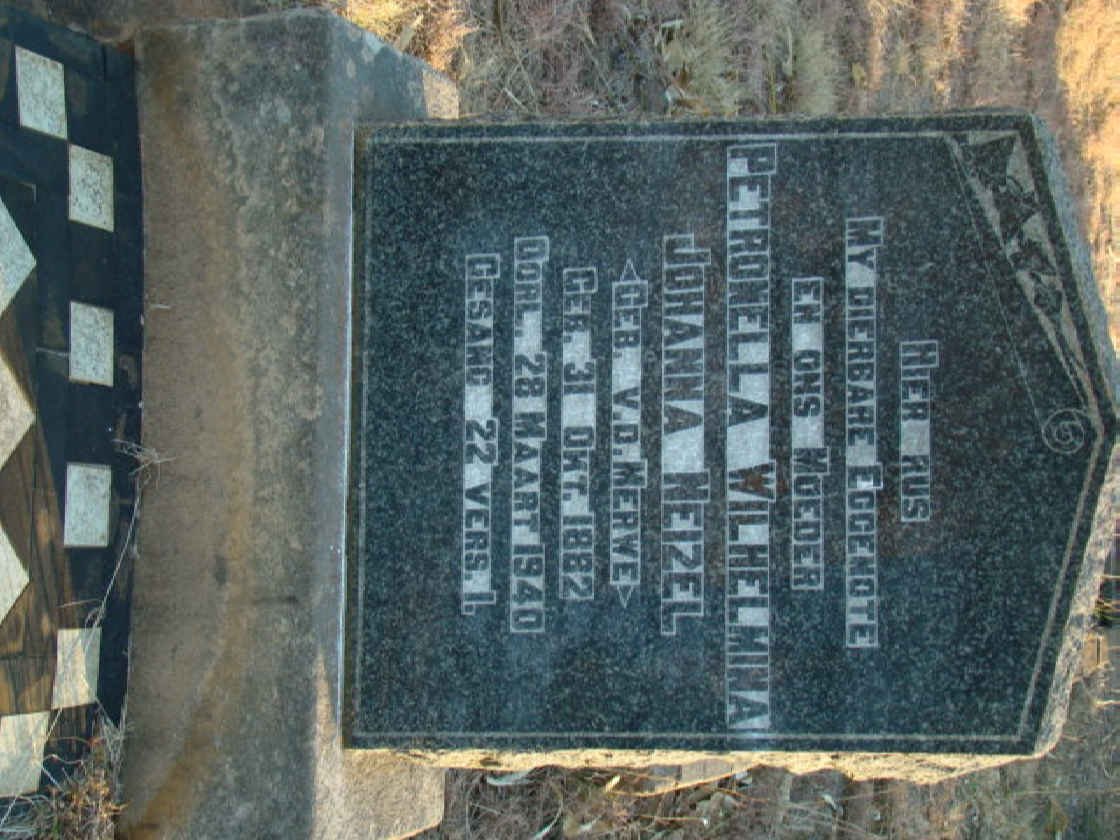 HIER RUS
MY DIERBARE EGGENOTE
EN ONS MOEDER
PETRONELLA WILHELMINA
JOHANNA WEIZEL
GEB. V.D. MERWE
GEB. 31 OKT. 1882
OORL. 28 MAART 1940
GESANG 22 VERS. 1.